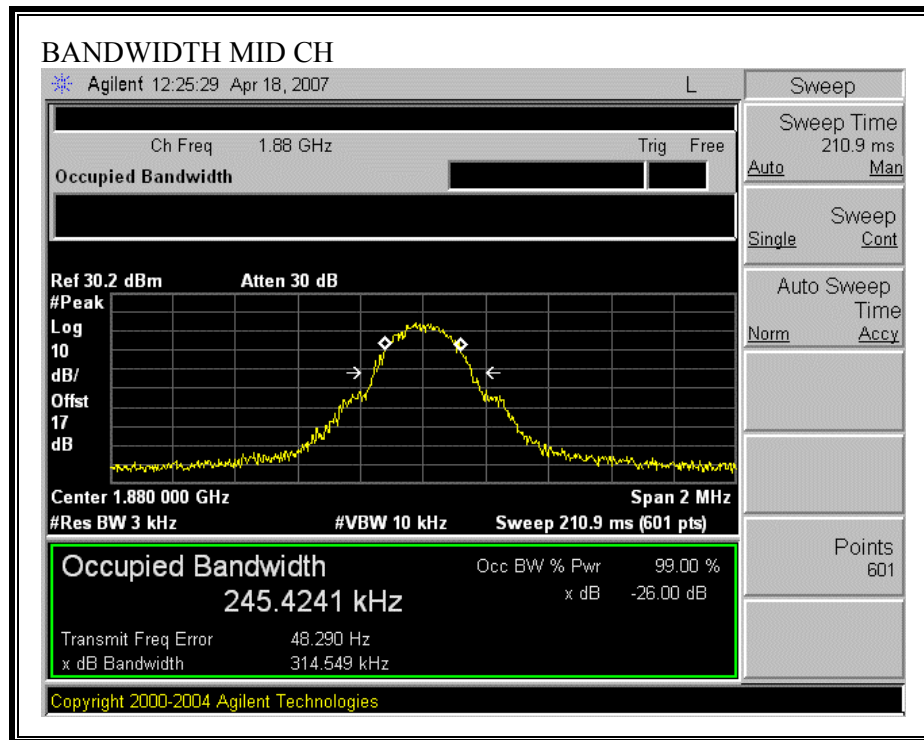 BANDWIDTH MID CH
Agilent 12:25:29 Apr 18, 2007 L
Ch Freq 1.88 GHz Trig Free
Occupied Bandwidth
Ref 30.2 dBm Atten 30 dB
#Peak
Log
10
dB/
Offst
17
dB
Center 1.880 000 GHz Span 2 MHz
#Res BW 3 kHz #VBW 10 kHz Sweep 210.9 ms (601 pts)
Occupied Bandwidth Occ BW % Pwr 99.00 %
245.4241 kHz x dB -26.00 dB
Transmit Freq Error 48.290 Hz
x dB Bandwidth 314.549 kHz
Copyright 2000-2004 Agilent Technologies
Sweep
Sweep Time
210.9 ms
Auto Man
Sweep
Single Cont
Auto Sweep
Time
Norm Accy
Points
601